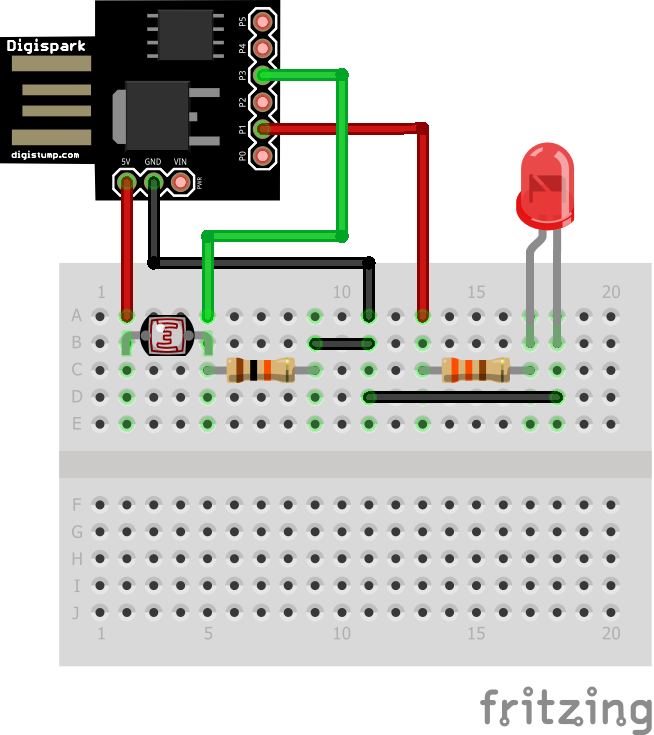 Digispark
digistump.com
P5
P4
P3
P2
P1
P0
5V GND VIN
PWR
1 10 15 20
A
B
C
D
E
F
G
H
I
J
1 5 10 15 20
fritzing